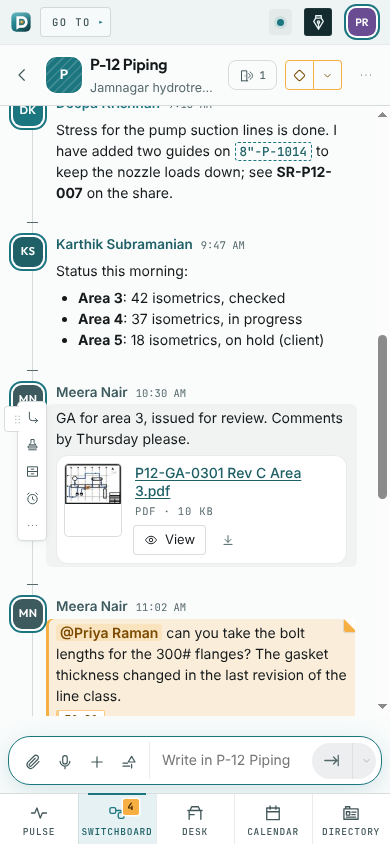 D
GO TO
PR
P
P-12 Piping
Jamnagar hydrotre...
1
...
DK
Deepa Krishnan
Stress for the pump suction lines is done. I
have added two guides on 8"-P-1014 to
keep the nozzle loads down; see SR-P12-
007 on the share.
KS
Karthik Subramanian 9:47 AM
Status this morning:
• Area 3: 42 isometrics, checked
• Area 4: 37 isometrics, in progress
• Area 5: 18 isometrics, on hold (client)
MN
Meera Nair 10:30 AM
GA for area 3, issued for review. Comments
by Thursday please.
P12-GA-0301 Rev C Area
3.pdf
PDF · 10 KB
View
MN
Meera Nair 11:02 AM
@Priya Raman can you take the bolt
lengths for the 300# flanges? The gasket
thickness changed in the last revision of the
line class.
Write in P-12 Piping
4
PULSE
SWITCHBOARD
DESK
CALENDAR
DIRECTORY